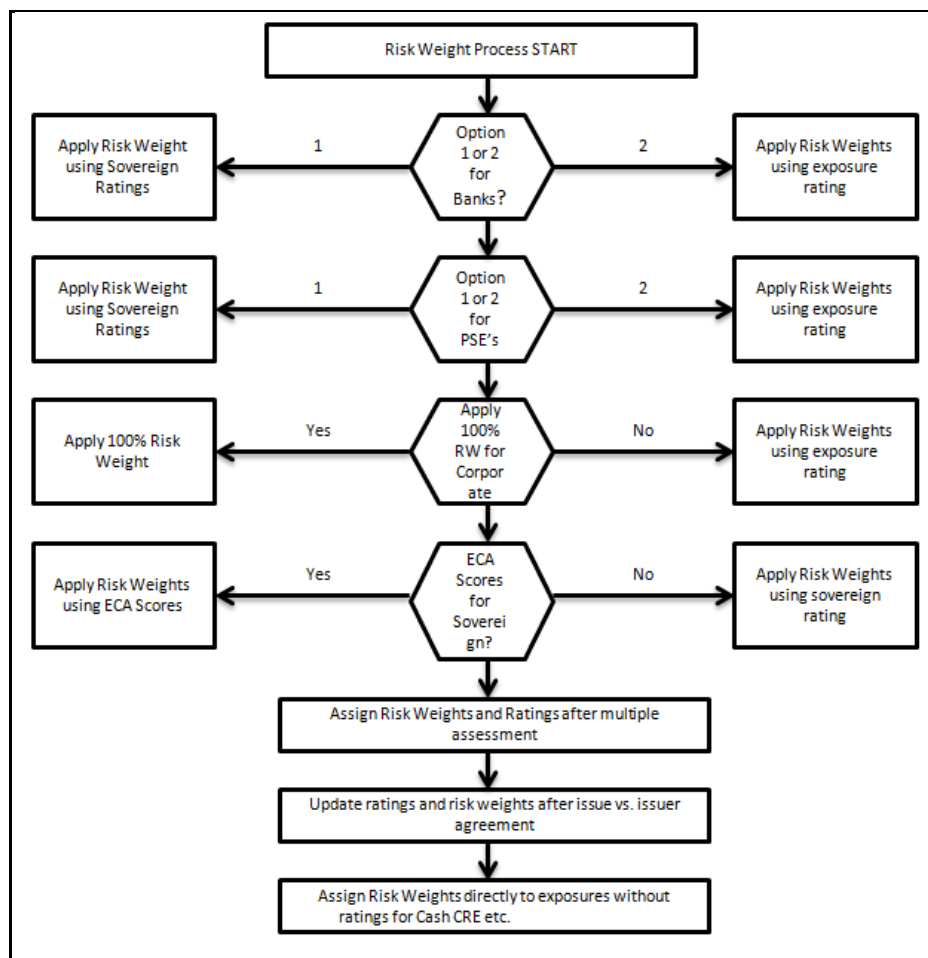 Risk Weight Process START
Apply Risk Weight
using Sovereign
Ratings
1
Option
1 or 2
for
Banks?
2
Apply Risk Weights
using exposure
rating
Apply Risk Weight
using Sovereign
Ratings
1
Option
1 or 2
for
PSE's
2
Apply Risk Weights
using exposure
rating
Apply 100% Risk
Weight
Yes
Apply
100%
RW for
Corpor
ate
No
Apply Risk Weights
using exposure
rating
Apply Risk Weights
using ECA Scores
Yes
ECA
Scores
for
Soverei
gn?
No
Apply Risk Weights
using sovereign
rating
Assign Risk Weights and Ratings after multiple
assessment
Update ratings and risk weights after issue vs. issuer
agreement
Assign Risk Weights directly to exposures without
ratings for Cash CRE etc.